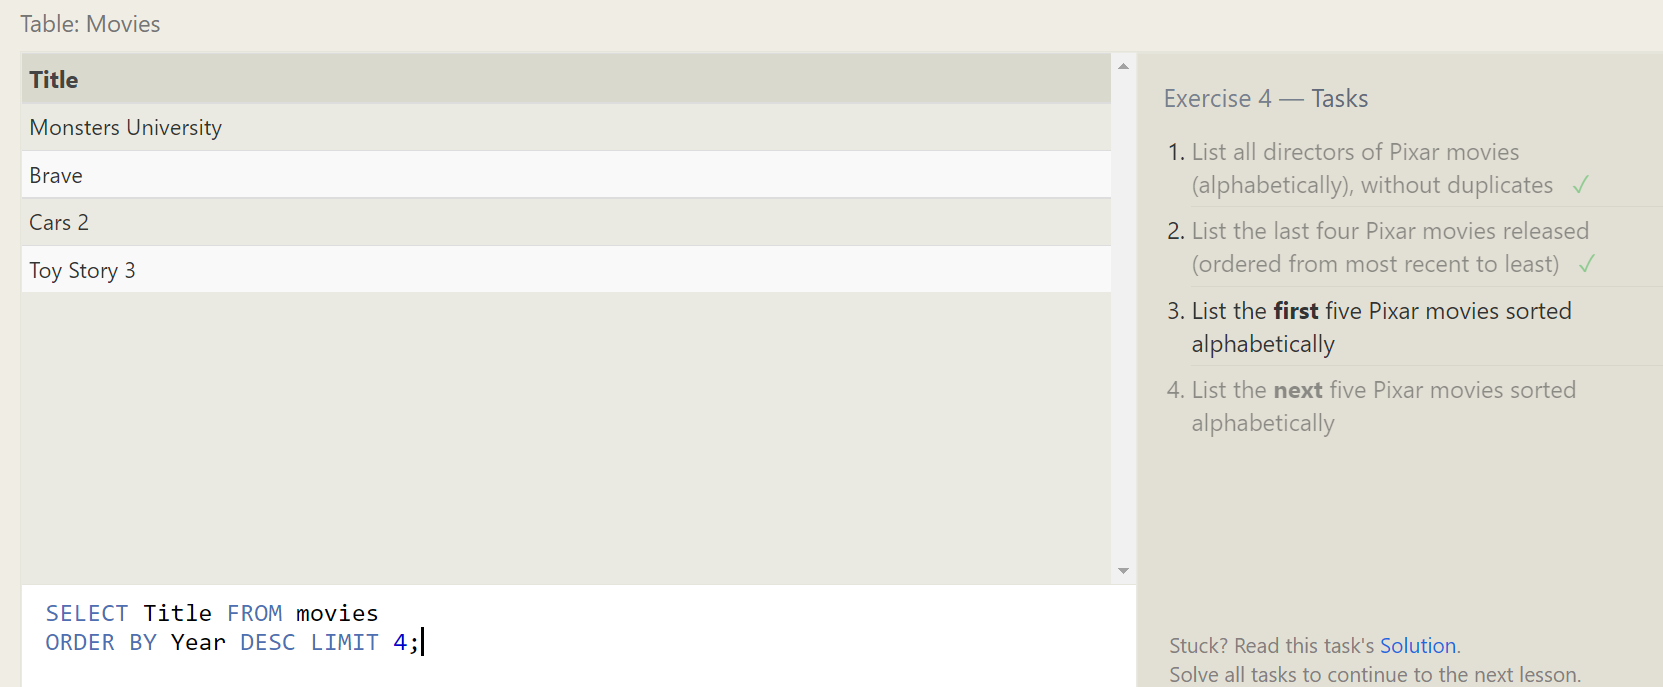 Table: Movies
Title
Monsters University
Brave
Cars 2
Toy Story 3
SELECT Title FROM movies
ORDER BY Year DESC LIMIT 4;
Exercise 4 — Tasks
1. List all directors of Pixar movies
(alphabetically), without duplicates ✓
2. List the last four Pixar movies released
(ordered from most recent to least) ✓
3. List the first five Pixar movies sorted
alphabetically
4. List the next five Pixar movies sorted
alphabetically
Stuck? Read this task's Solution.
Solve all tasks to continue to the next lesson.